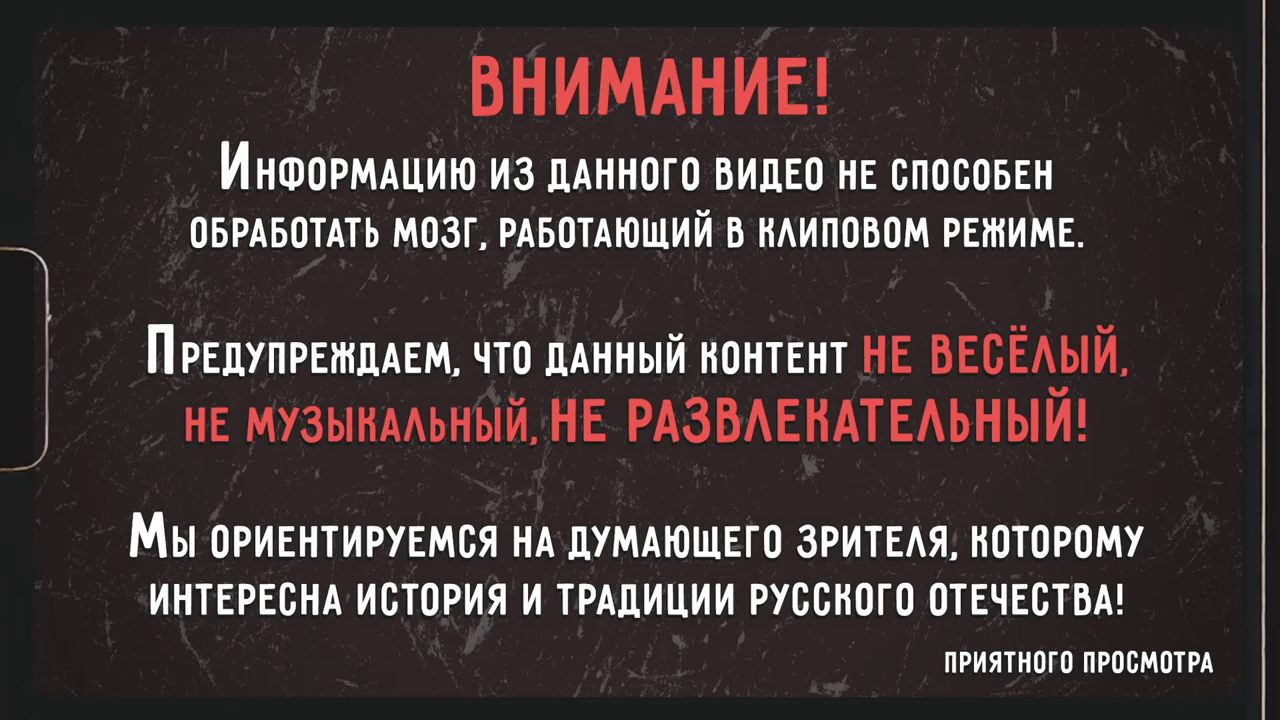 ВНИМАНИЕ!
Информацию из данного видео не способен
обработать мозг, работающий в клиповом режиме.
Предупреждаем, что данный контент НЕ ВЕСЁЛЫЙ,
НЕ МУЗЫКАЛЬНЫЙ, НЕ РАЗВЛЕКАТЕЛЬНЫЙ!
Мы ориентируемся на думающего зрителя, которому
интересна история и традиции русского отечества!
приятного просмотра